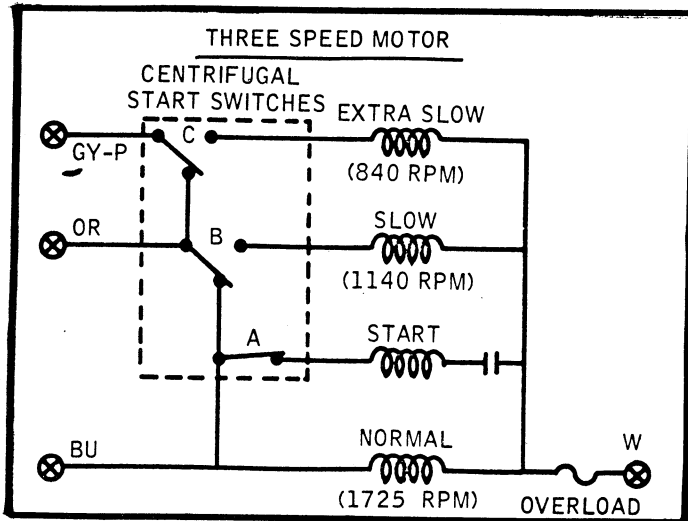 THREE SPEED MOTOR
CENTRIFUGAL
START SWITCHES
EXTRA SLOW
C
GY-P
(840 RPM)
OR
SLOW
B
(1140 RPM)
START
A
NORMAL
W
BU
(1725 RPM)
OVERLOAD